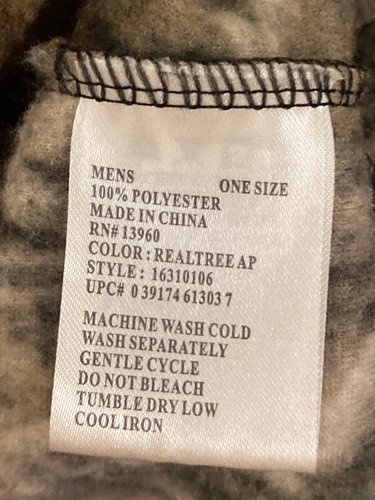 MENS ONE SIZE
100% POLYESTER
MADE IN CHINA
RN# 13960
COLOR : REALTREE AP
STYLE : 16310106
UPC# 0 39174 61303 7
MACHINE WASH COLD
WASH SEPARATELY
GENTLE CYCLE
DO NOT BLEACH
TUMBLE DRY LOW
COOL IRON